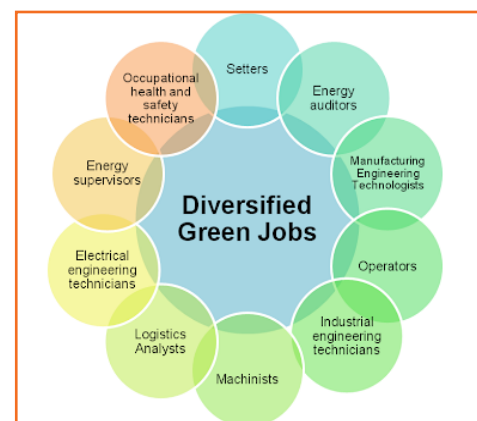 Setters
Energy
auditors
Manufacturing
Engineering
Technologists
Operators
Industrial
engineering
technicians
Machinists
Logistics
Analysts
Electrical
engineering
technicians
Energy
supervisors
Occupational
health and
safety
technicians
Diversified
Green Jobs